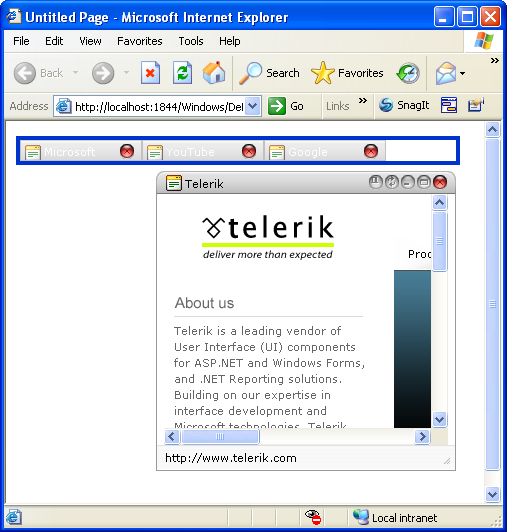 Untitled Page - Microsoft Internet Explorer
File Edit View Favorites Tools Help
Back Search Favorites
Address http://localhost:1844/Windows/Def Go Links SnagIt
Microsoft YouTube Google
Telerik
telerik
deliver more than expected
Prod
About us
Telerik is a leading vendor of
User Interface (UI) components
for ASP.NET and Windows Forms,
and .NET Reporting solutions.
Building on our expertise in
interface development and
Microsoft technologies, Telerik
http://www.telerik.com
Local intranet